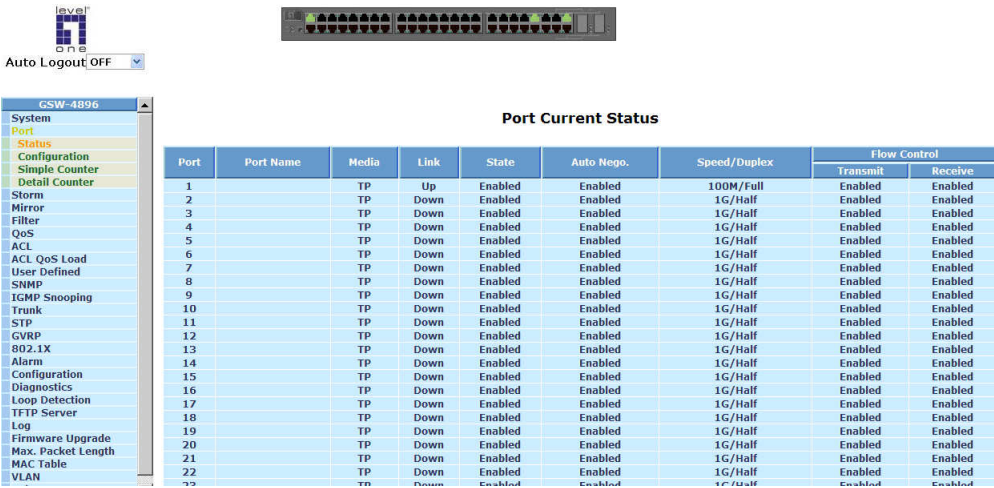 level
one
Auto Logout OFF
GSW-4896
System
Port
Status
Configuration
Simple Counter
Detail Counter
Storm
Mirror
Filter
QoS
ACL
ACL QoS Load
User Defined
SNMP
IGMP Snooping
Trunk
STP
GVRP
802.1X
Alarm
Configuration
Diagnostics
Loop Detection
TFTP Server
Log
Firmware Upgrade
Max. Packet Length
MAC Table
VLAN
Port Current Status
Port Port Name Media Link State Auto Nego. Speed/Duplex Flow Control
Transmit Receive
1 TP Up Enabled Enabled 100M/Full Enabled Enabled
2 TP Down Enabled Enabled 1G/Half Enabled Enabled
3 TP Down Enabled Enabled 1G/Half Enabled Enabled
4 TP Down Enabled Enabled 1G/Half Enabled Enabled
5 TP Down Enabled Enabled 1G/Half Enabled Enabled
6 TP Down Enabled Enabled 1G/Half Enabled Enabled
7 TP Down Enabled Enabled 1G/Half Enabled Enabled
8 TP Down Enabled Enabled 1G/Half Enabled Enabled
9 TP Down Enabled Enabled 1G/Half Enabled Enabled
10 TP Down Enabled Enabled 1G/Half Enabled Enabled
11 TP Down Enabled Enabled 1G/Half Enabled Enabled
12 TP Down Enabled Enabled 1G/Half Enabled Enabled
13 TP Down Enabled Enabled 1G/Half Enabled Enabled
14 TP Down Enabled Enabled 1G/Half Enabled Enabled
15 TP Down Enabled Enabled 1G/Half Enabled Enabled
16 TP Down Enabled Enabled 1G/Half Enabled Enabled
17 TP Down Enabled Enabled 1G/Half Enabled Enabled
18 TP Down Enabled Enabled 1G/Half Enabled Enabled
19 TP Down Enabled Enabled 1G/Half Enabled Enabled
20 TP Down Enabled Enabled 1G/Half Enabled Enabled
21 TP Down Enabled Enabled 1G/Half Enabled Enabled
22 TP Down Enabled Enabled 1G/Half Enabled Enabled
23 TP Down Enabled Enabled 1G/Half Enabled Enabled